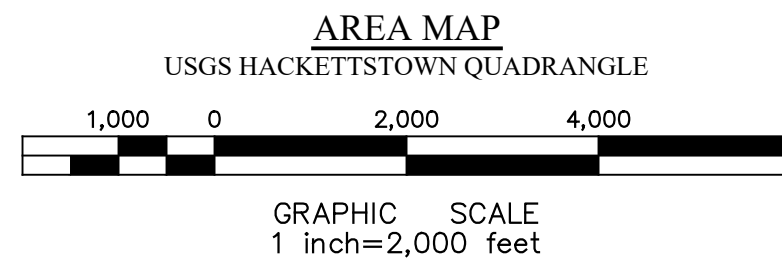 AREA MAP
USGS HACKETTSTOWN QUADRANGLE
1,000 0 2,000 4,000
GRAPHIC SCALE
1 inch=2,000 feet